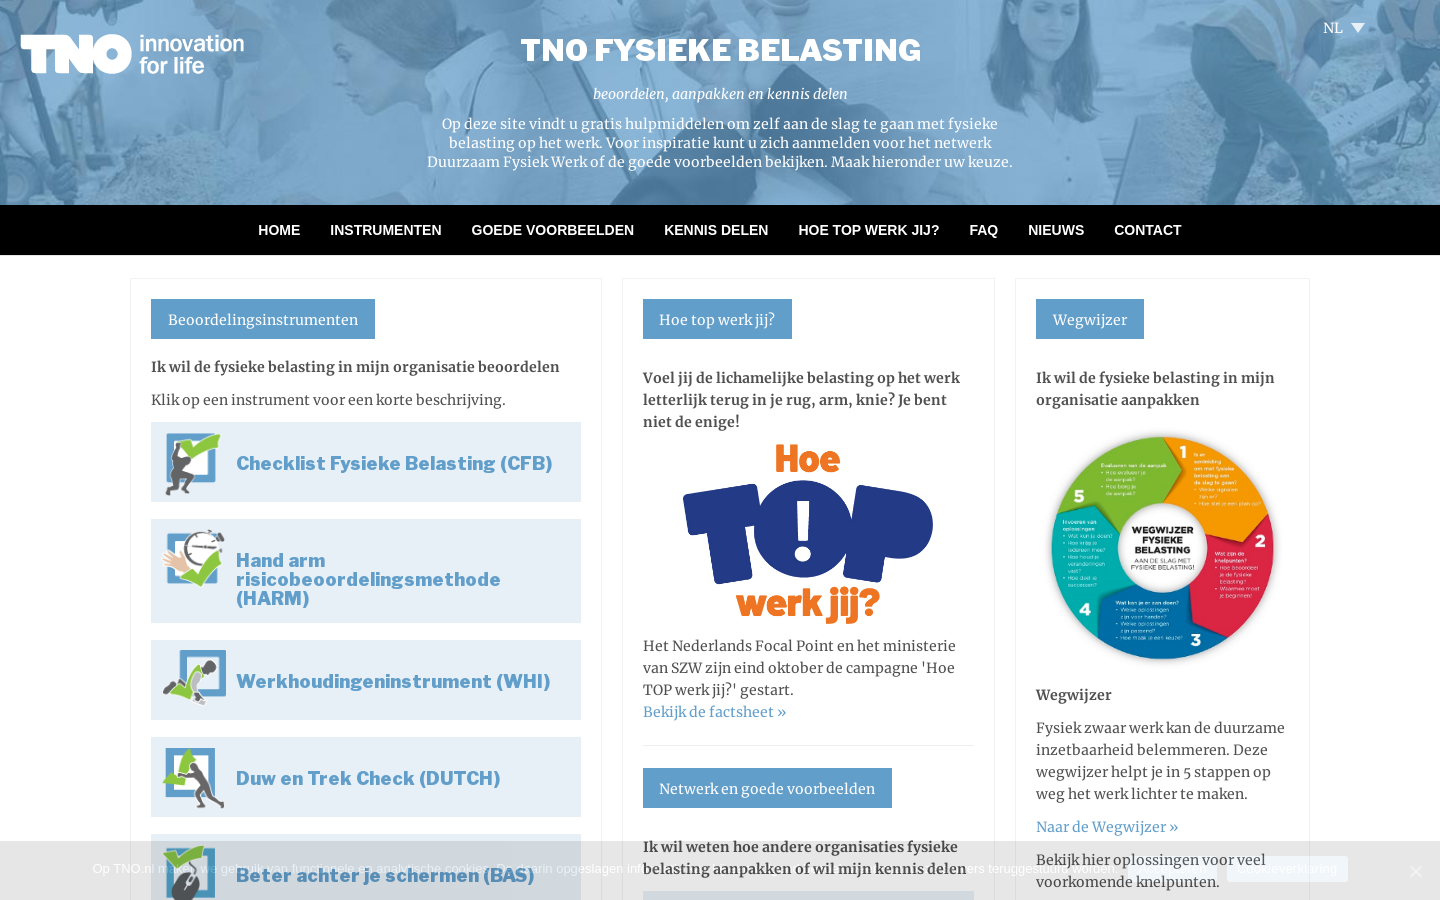 TNO innovation
for life
NL
TNO FYSIEKE BELASTING
beoordelen, aanpakken en kennis delen
Op deze site vindt u gratis hulpmiddelen om zelf aan de slag te gaan met fysieke
belasting op het werk. Voor inspiratie kunt u zich aanmelden voor het netwerk
Duurzaam Fysiek Werk of de goede voorbeelden bekijken. Maak hieronder uw keuze.
HOME INSTRUMENTEN GOEDE VOORBEELDEN KENNIS DELEN HOE TOP WERK JIJ? FAQ NIEUWS CONTACT
Beoordelingsinstrumenten
Ik wil de fysieke belasting in mijn organisatie beoordelen
Klik op een instrument voor een korte beschrijving.
Checklist Fysieke Belasting (CFB)
Hand arm
risicobeoordelingsmethode
(HARM)
Werkhoudingeninstrument (WHI)
Duw en Trek Check (DUTCH)
Beter achter je schermen (BAS)
Hoe top werk jij?
Voel jij de lichamelijke belasting op het werk
letterlijk terug in je rug, arm, knie? Je bent
niet de enige!
Hoe
TOP
!
werk jij?
Het Nederlands Focal Point en het ministerie
van SZW zijn eind oktober de campagne 'Hoe
TOP werk jij?' gestart.
Bekijk de factsheet »
Netwerk en goede voorbeelden
Ik wil weten hoe andere organisaties fysieke
belasting aanpakken of wil mijn kennis delen
Wegwijzer
Ik wil de fysieke belasting in mijn
organisatie aanpakken
1
2
3
4
5
WEGWIJZER
FYSIEKE
BELASTING
AAN DE SLAG MET
FYSIEKE BELASTING!
Wegwijzer
Fysiek zwaar werk kan de duurzame
inzetbaarheid belemmeren. Deze
wegwijzer helpt je in 5 stappen op
weg het werk lichter te maken.
Naar de Wegwijzer »
Bekijk hier oplossingen voor veel
voorkomende knelpunten.
Op TNO.nl maken we gebruik van functionele en analytische cookies. De daarin opgeslagen
teruggestuurd worden.
Cookieverklaring